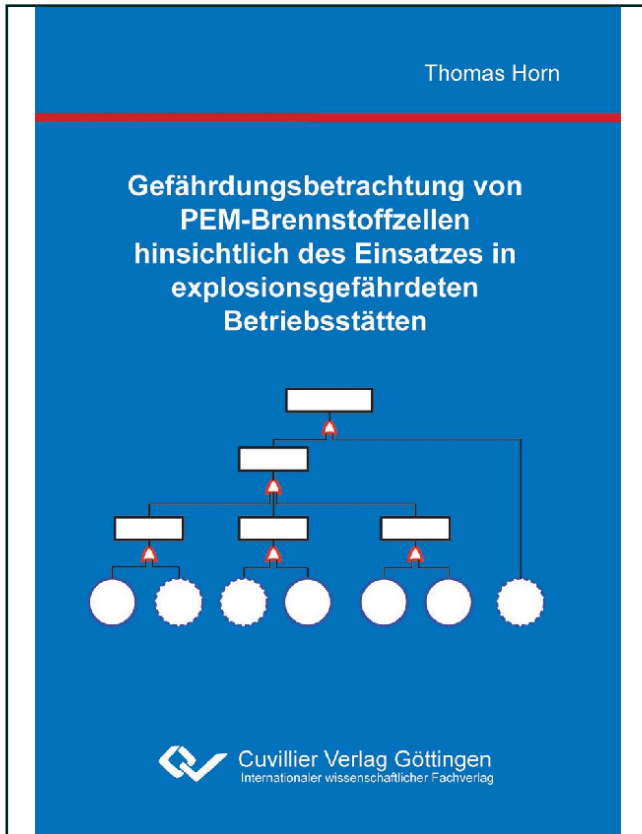 Thomas Horn
Gefährdungsbetrachtung von
PEM-Brennstoffzellen
hinsichtlich des Einsatzes in
explosionsgefährdeten
Betriebsstätten
Cuvillier Verlag Göttingen
Internationaler wissenschaftlicher Fachverlag